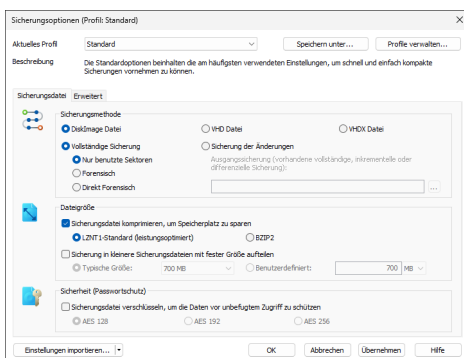 Sicherungsoptionen (Profil: Standard)
Aktuelles Profil Standard Speichern unter... Profile verwalten...
Beschreibung Die Standardoptionen beinhalten die am häufigsten verwendeten Einstellungen, um schnell und einfach kompakte
Sicherungen vornehmen zu können.
Sicherungsdatei Erweitert
Sicherungsmethode
DiskImage Datei VHD Datei VHDX Datei
Vollständige Sicherung Sicherung der Änderungen
Nur benutzte Sektoren Ausgangssicherung (vorhandene vollständige, inkrementelle oder
differenzielle Sicherung):
Forensisch
Direkt Forensisch ...
Dateigröße
Sicherungsdatei komprimieren, um Speicherplatz zu sparen
LZNT1-Standard (leistungsoptimiert) BZIP2
Sicherung in kleinere Sicherungsdateien mit fester Größe aufteilen
Typische Größe: 700 MB Benutzerdefiniert: 700 MB
Sicherheit (Passwortschutz)
Sicherungsdatei verschlüsseln, um die Daten vor unbefugtem Zugriff zu schützen
AES 128 AES 192 AES 256
Einstellungen importieren... OK Abbrechen Übernehmen Hilfe